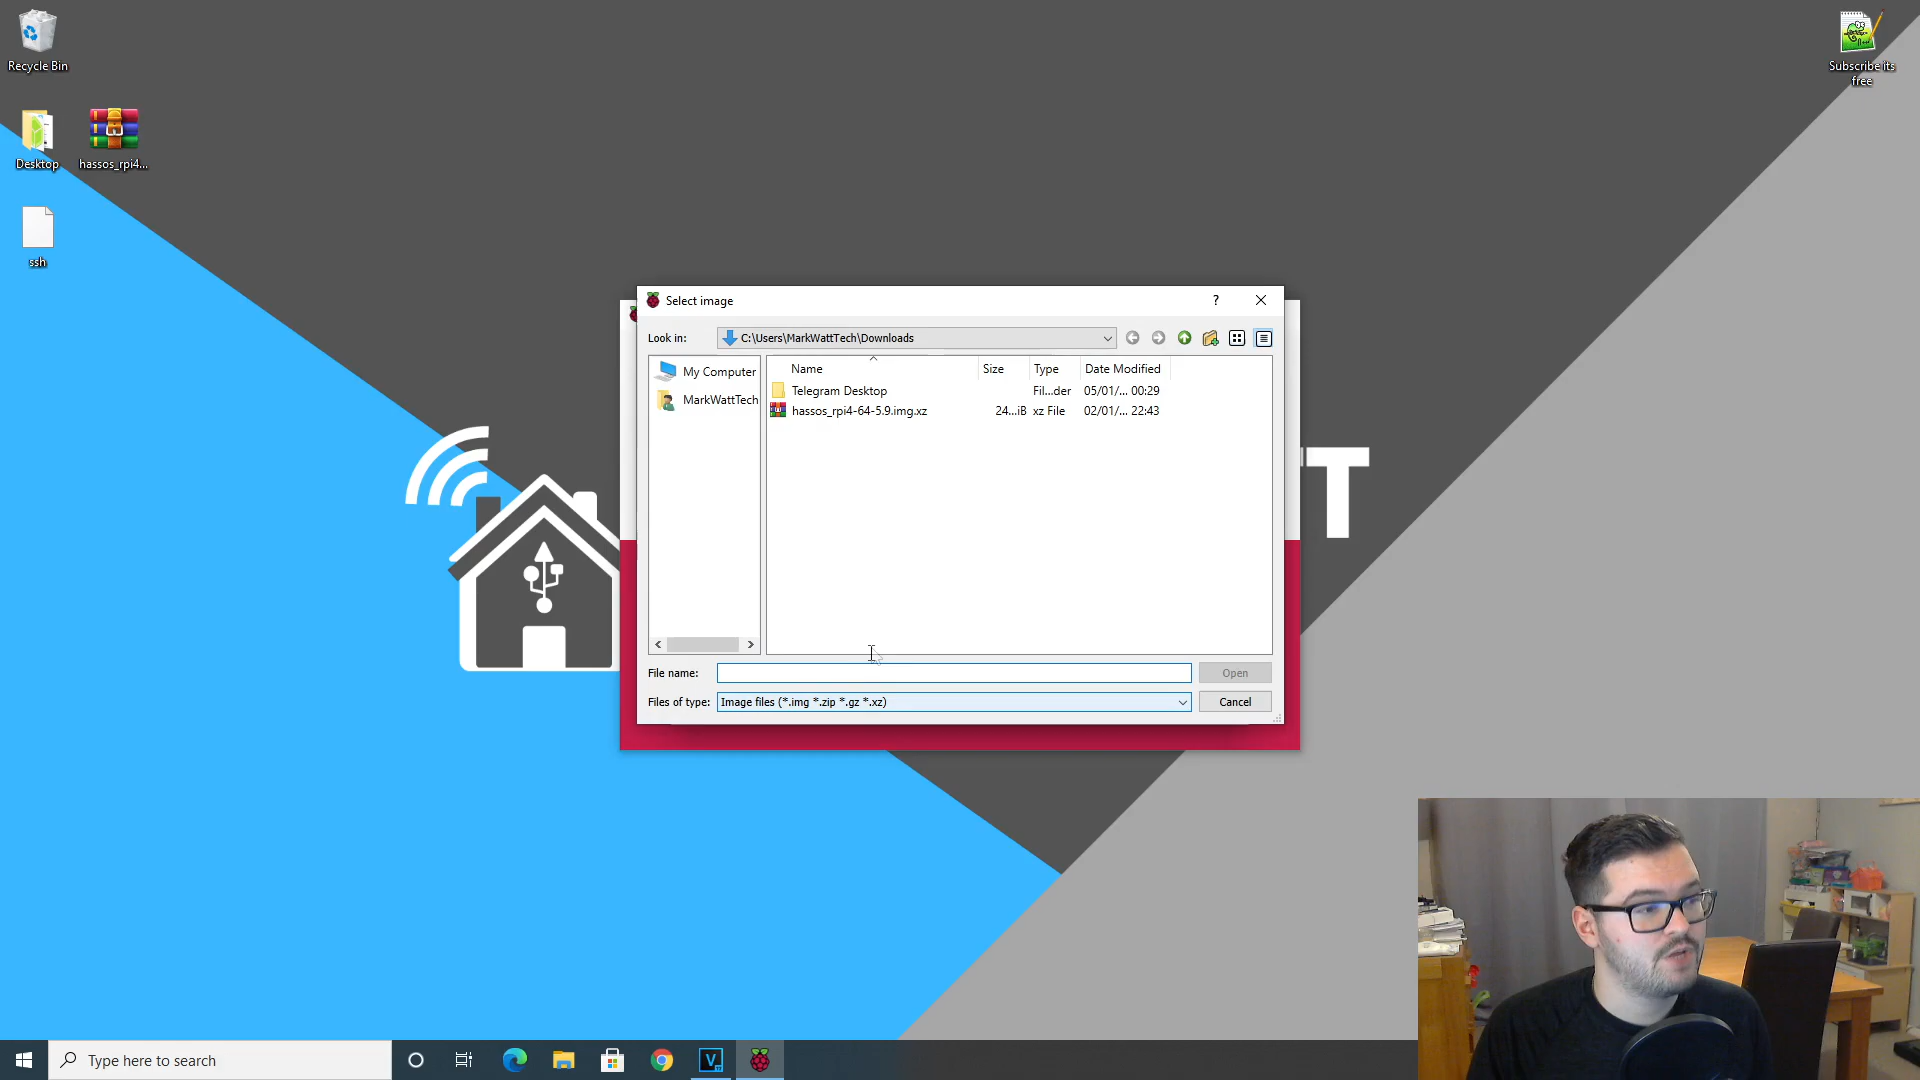 Recycle Bin
Subscribe its
free
Desktop
hassos_rpi4...
ssh
Select image
?
Look in:
C:\Users\MarkWattTech\Downloads
My Computer
MarkWattTech
Name
Size
Type
Date Modified
Telegram Desktop
Fil...der
05/01/... 00:29
hassos_rpi4-64-5.9.img.xz
24...iB
xz File
02/01/... 22:43
T
File name:
Open
Files of type:
Image files (*.img *.zip *.gz *.xz)
Cancel
Type here to search
V